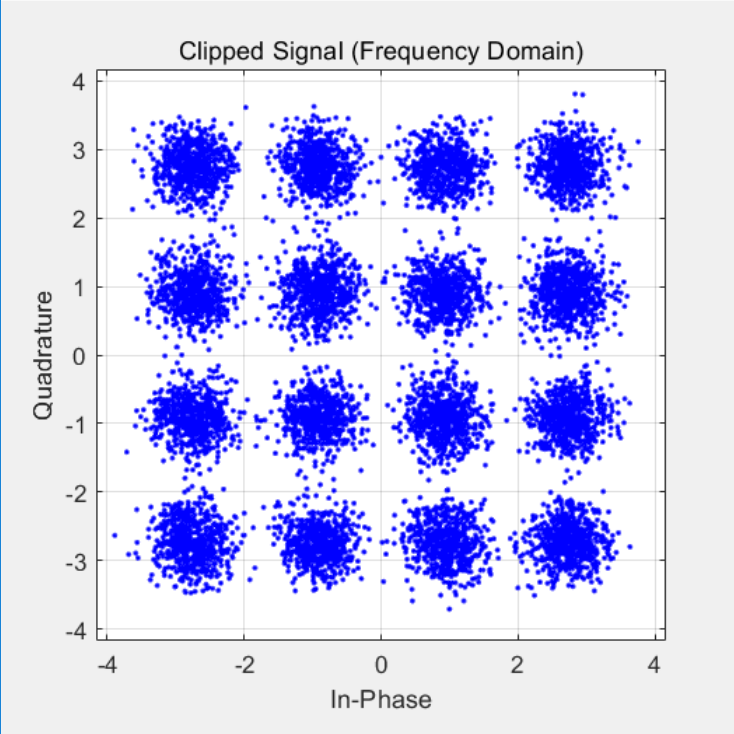 Clipped Signal (Frequency Domain)
4
3
2
1
0
-1
-2
-3
-4
Quadrature
-4 -2 0 2 4
In-Phase